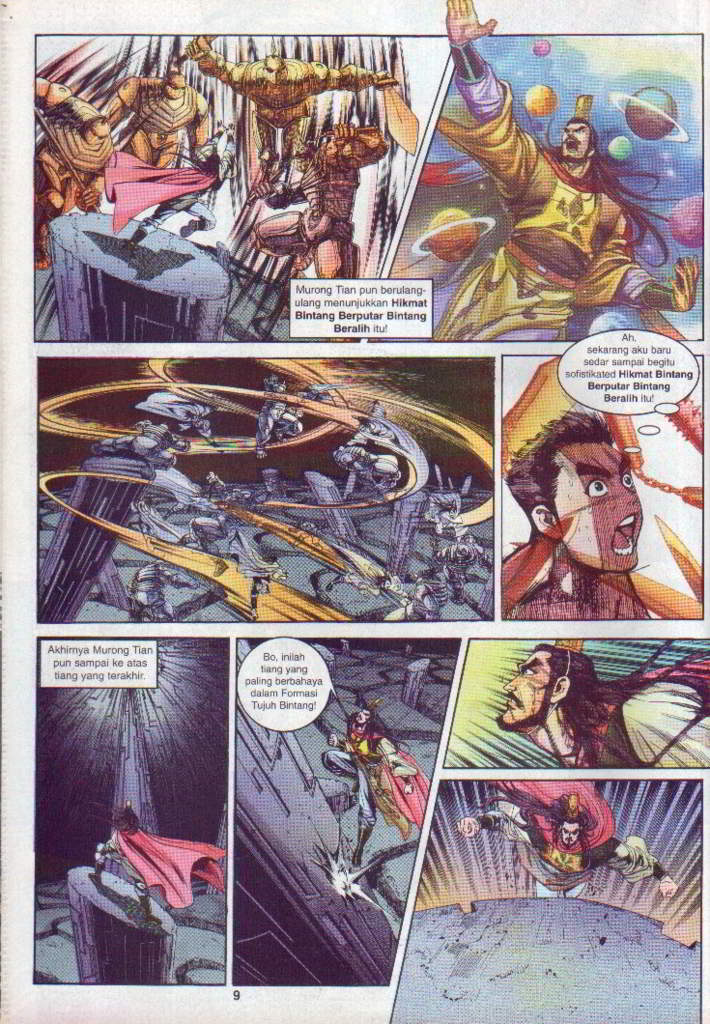 Murong Tian pun berulang-
ulang menunjukkan Hikmat
Bintang Berputar Bintang
Beralih itu!
Ah,
sekarang aku baru
sedar sampai begitu
sofistikated Hikmat Bintang
Berputar Bintang
Beralih itu!
Akhirnya Murong Tian
pun sampai ke atas
tiang yang terakhir.
Bo, inilah
tiang yang
paling berbahaya
dalam Formasi
Tujuh Bintang!
9